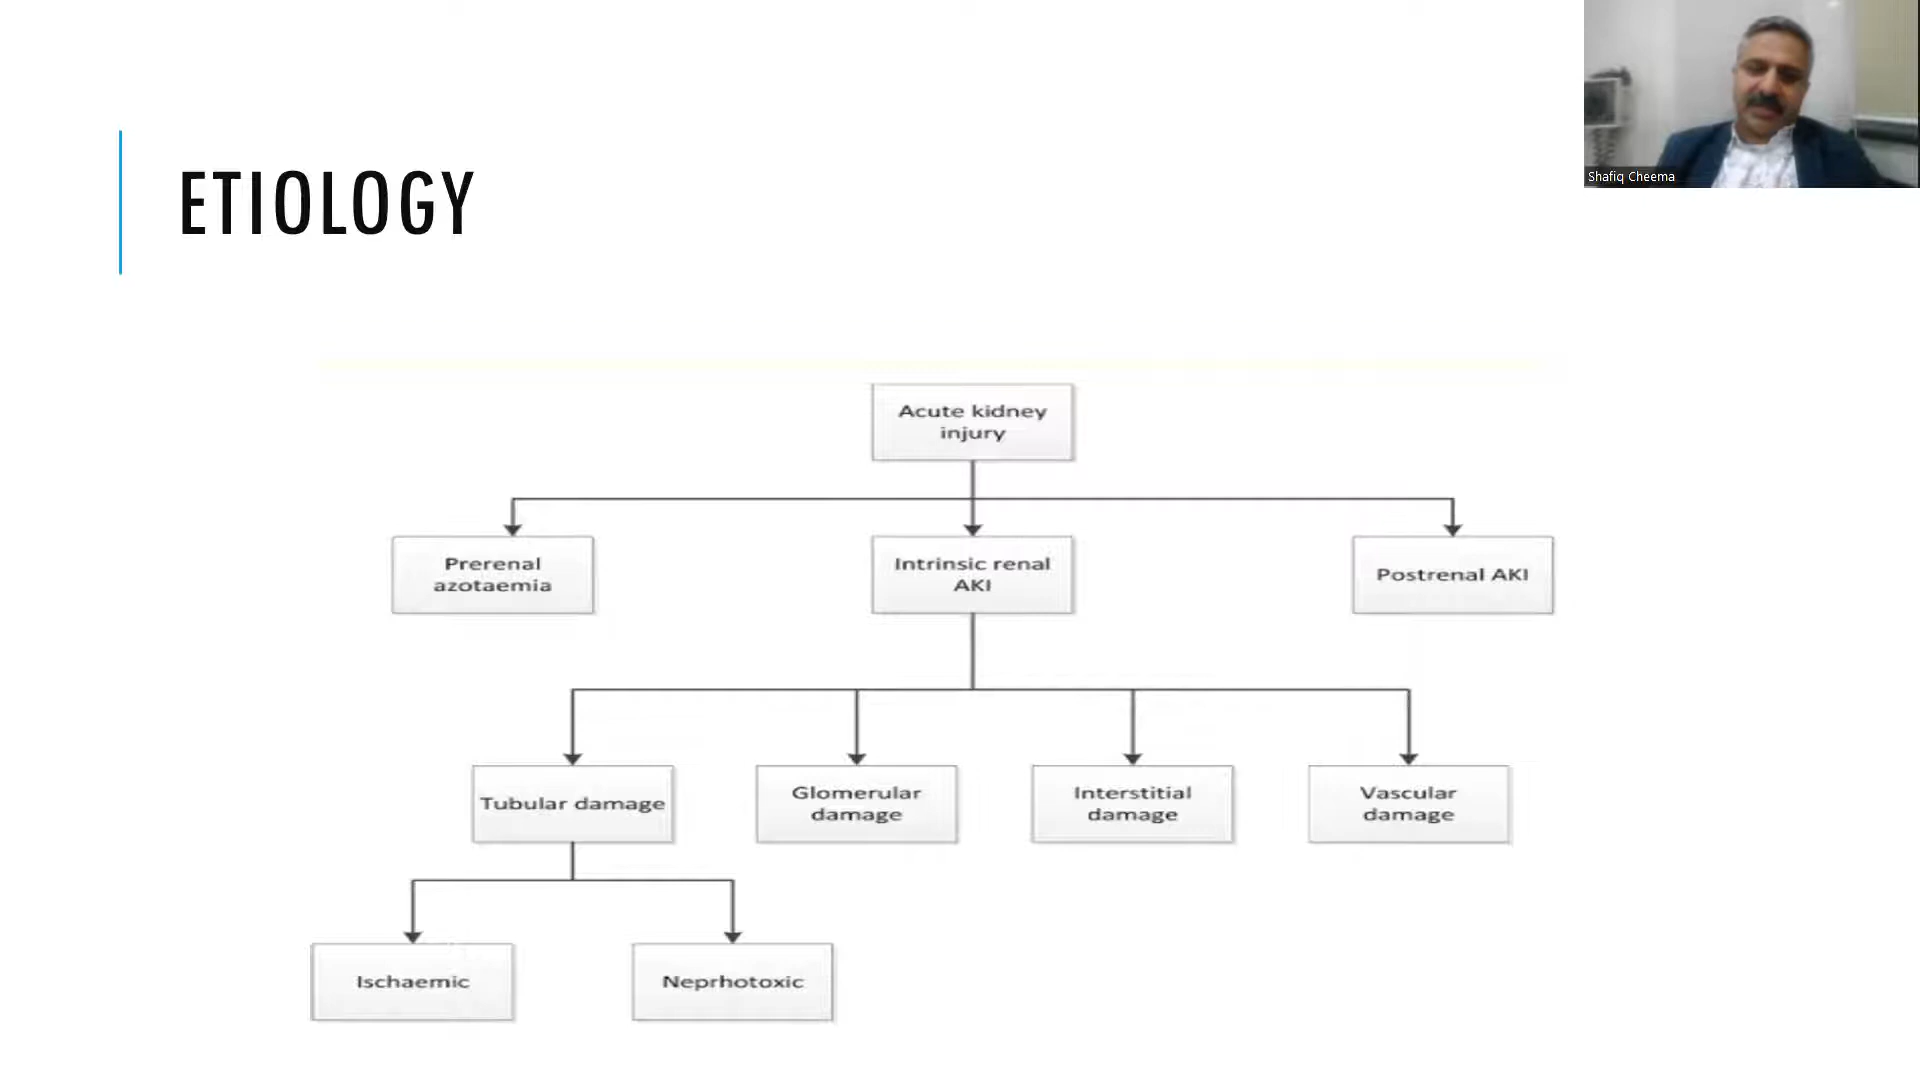 Shafiq Cheema
ETIOLOGY
Acute kidney
injury
Prerenal
azotaemia
Intrinsic renal
AKI
Postrenal AKI
Tubular damage
Glomerular
damage
Interstitial
damage
Vascular
damage
Ischaemic
Neprhotoxic